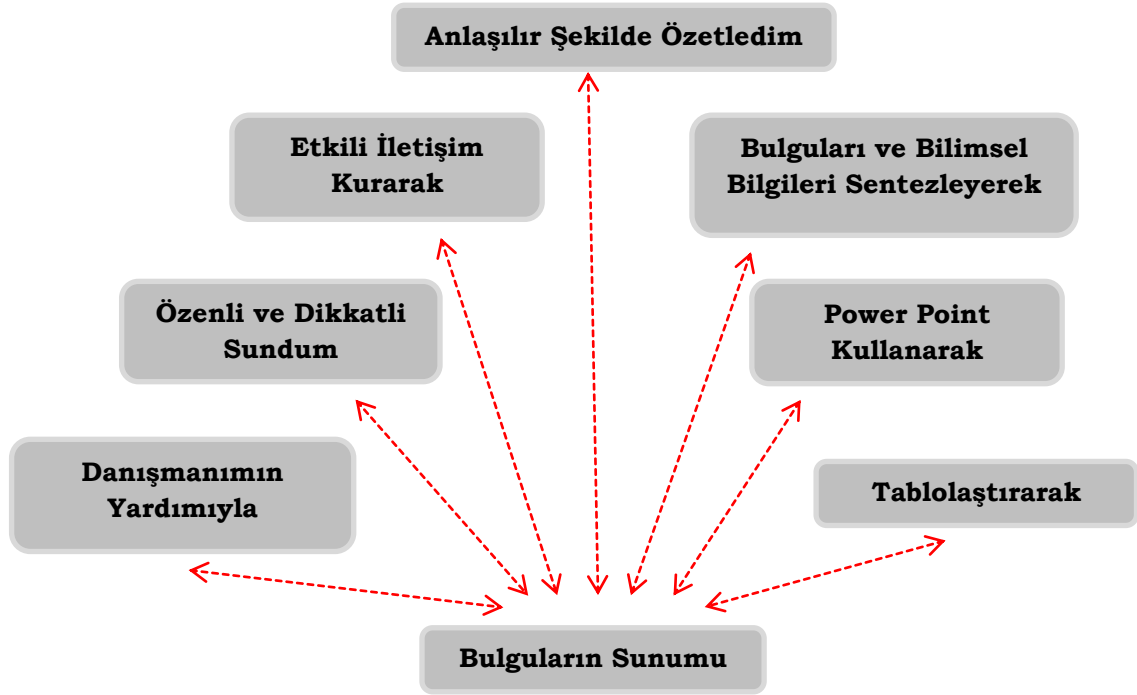 Anlaşılır Şekilde Özetledim
Etkili İletişim
Kurarak
Bulguları ve Bilimsel
Bilgileri Sentezleyerek
Özenli ve Dikkatli
Sundum
Power Point
Kullanarak
Danışmanımın
Yardımıyla
Tablolaştırarak
Bulguların Sunumu